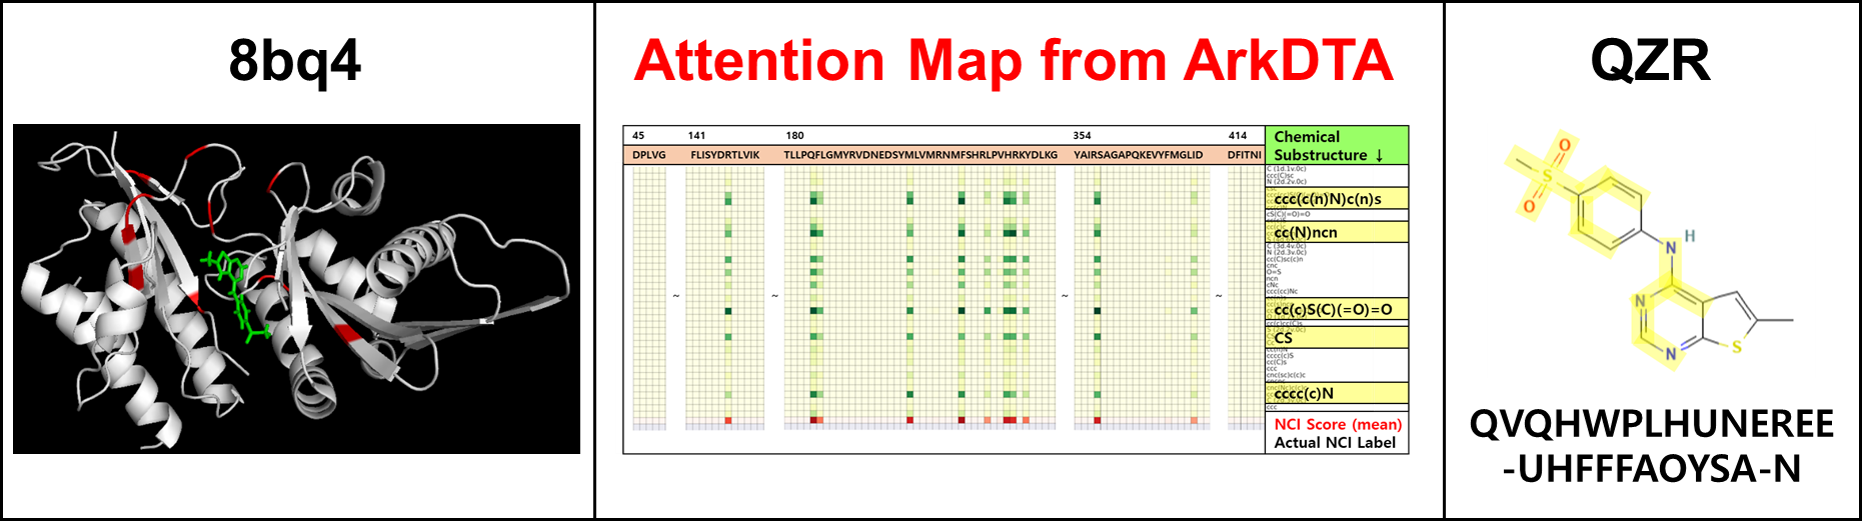 8bq4
Attention Map from ArkDTA
QZR
45 141 180 354 414
Chemical
Substructure ↓
DPLVG FLISYDRTLVIK TLLPQFLGMYRVDNEDSYMLVMRNMFSHRLPVHRKYDLKG YAIRSAGAPQKEVYFMGLID DFITNI
C (1d.1v.0c)
ccc(C)sc
N (2d.2v.0c)
ccc(c(n)N)c(n)s
cS(C)(=O)=O
cc(N)ncn
C (3d.4v.0c)
N (2d.3v.0c)
cc(C)sc(c)n
cnc
O=S
ncn
cNc
ccc(cc)Nc
~ ~ ~ ~
cc(c)S(C)(=O)=O
CS
cccc(c)S
cc(C)s
ccc
cnc(sc)c(c)c
cccc(c)N
ccc
NCI Score (mean)
Actual NCI Label
O
S
O
N H
N
N
S
QVQHWPLHUNEREE
-UHFFFAOYSA-N